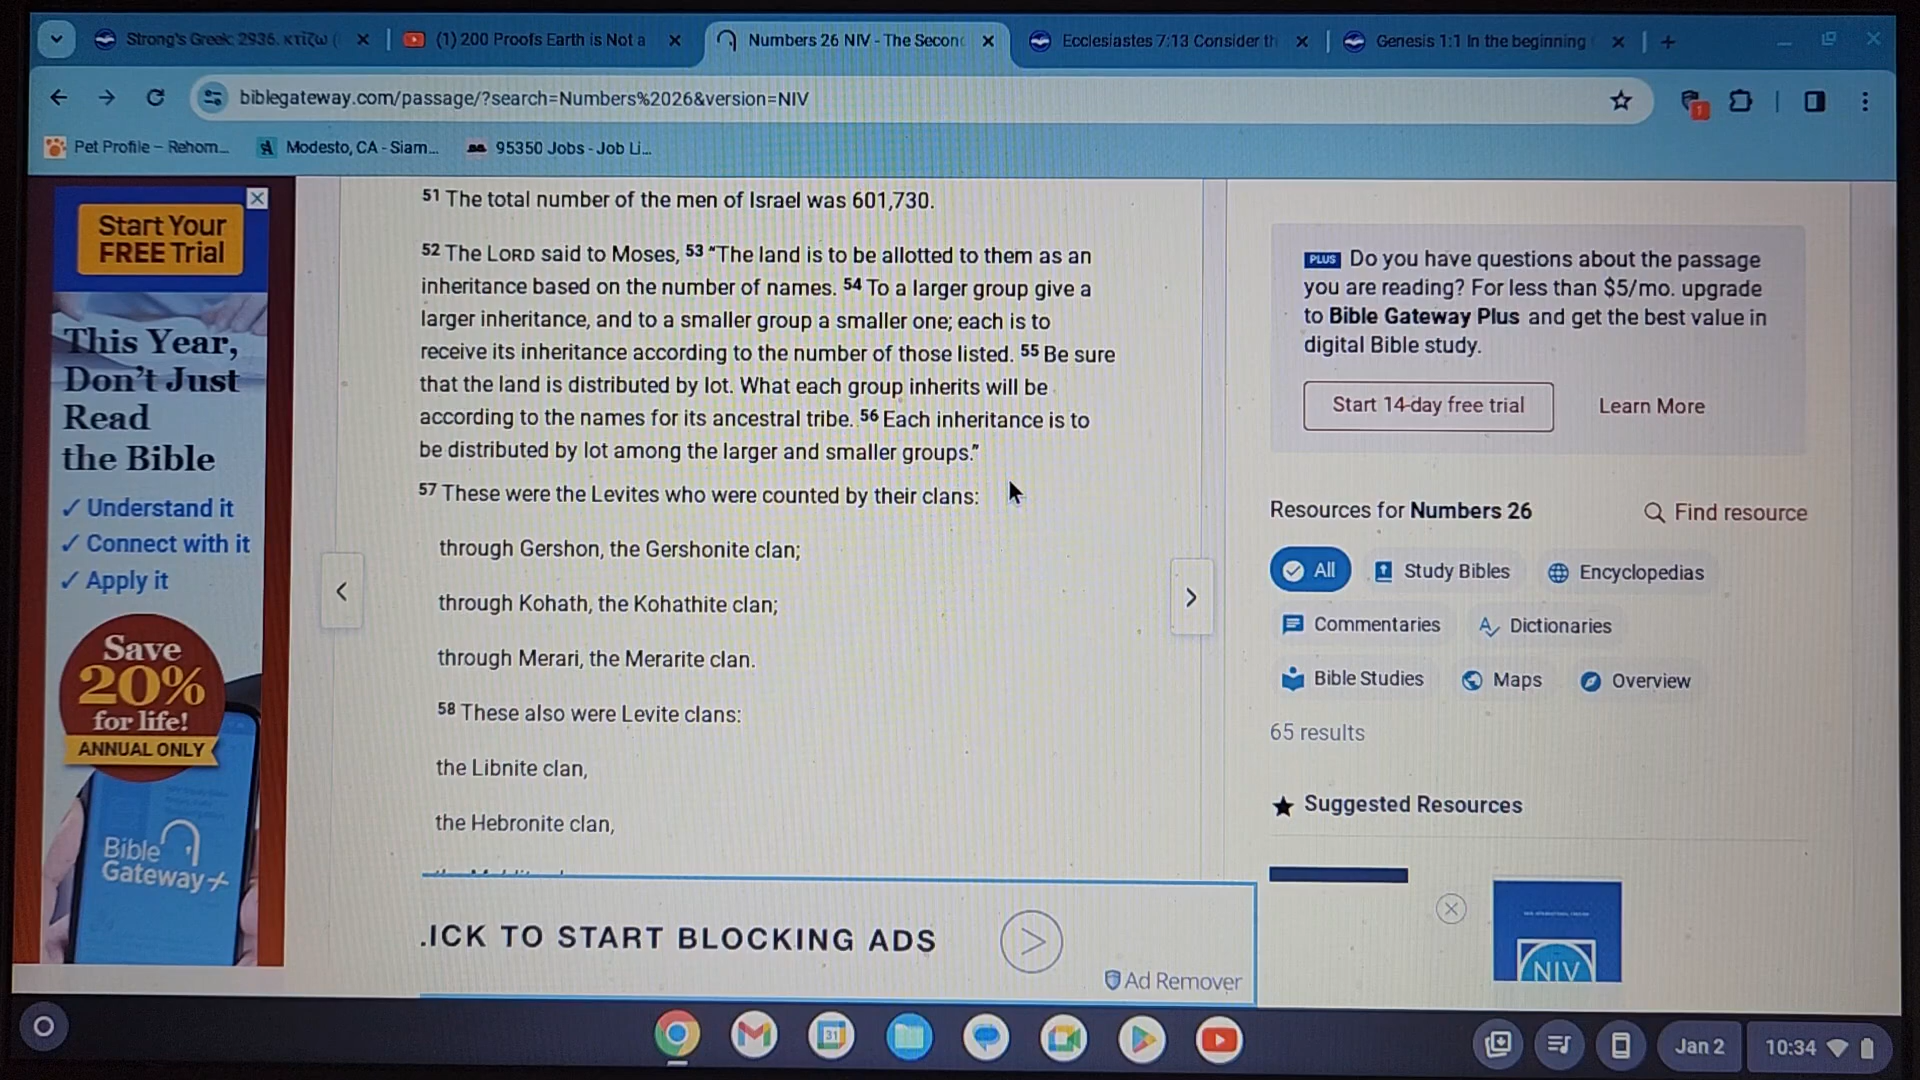 Strong's Greek: 2936. κτίζω (
(1) 200 Proofs Earth is Not a
Numbers 26 NIV - The Second
Ecclesiastes 7:13 Consider th
Genesis 1:1 In the beginning
biblegateway.com/passage/?search=Numbers%2026&version=NIV
1
Pet Profile – Rehom...
Modesto, CA - Siam...
95350 Jobs - Job Li...
Start Your
FREE Trial
This Year,
Don't Just
Read
the Bible
✓ Understand it
✓ Connect with it
✓ Apply it
Save
20%
for life!
ANNUAL ONLY
Bible
Gateway+
51 The total number of the men of Israel was 601,730.
52 The LORD said to Moses, 53 "The land is to be allotted to them as an
inheritance based on the number of names. 54 To a larger group give a
larger inheritance, and to a smaller group a smaller one; each is to
receive its inheritance according to the number of those listed. 55 Be sure
that the land is distributed by lot. What each group inherits will be
according to the names for its ancestral tribe. 56 Each inheritance is to
be distributed by lot among the larger and smaller groups."
57 These were the Levites who were counted by their clans:
through Gershon, the Gershonite clan;
through Kohath, the Kohathite clan;
through Merari, the Merarite clan.
58 These also were Levite clans:
the Libnite clan,
the Hebronite clan,
.ICK TO START BLOCKING ADS
Ad Remover
PLUS Do you have questions about the passage
you are reading? For less than $5/mo. upgrade
to Bible Gateway Plus and get the best value in
digital Bible study.
Start 14-day free trial
Learn More
Resources for Numbers 26
Find resource
All
Study Bibles
Encyclopedias
Commentaries
Dictionaries
Bible Studies
Maps
Overview
65 results
Suggested Resources
NIV
31
Jan 2
10:34